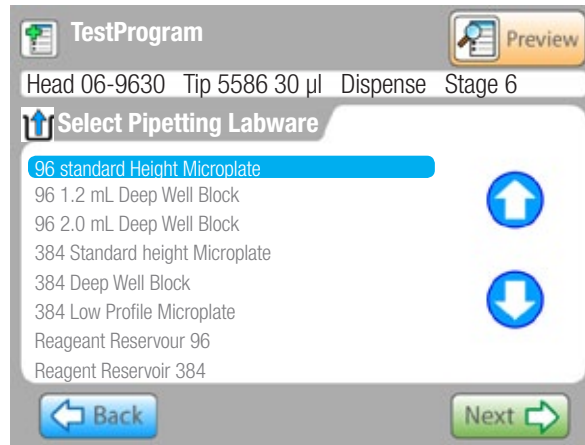 TestProgram
Preview
Head 06-9630 Tip 5586 30 µl Dispense Stage 6
Select Pipetting Labware
96 standard Height Microplate
96 1.2 mL Deep Well Block
96 2.0 mL Deep Well Block
384 Standard height Microplate
384 Deep Well Block
384 Low Profile Microplate
Reageant Reservour 96
Reagent Reservoir 384
Back
Next